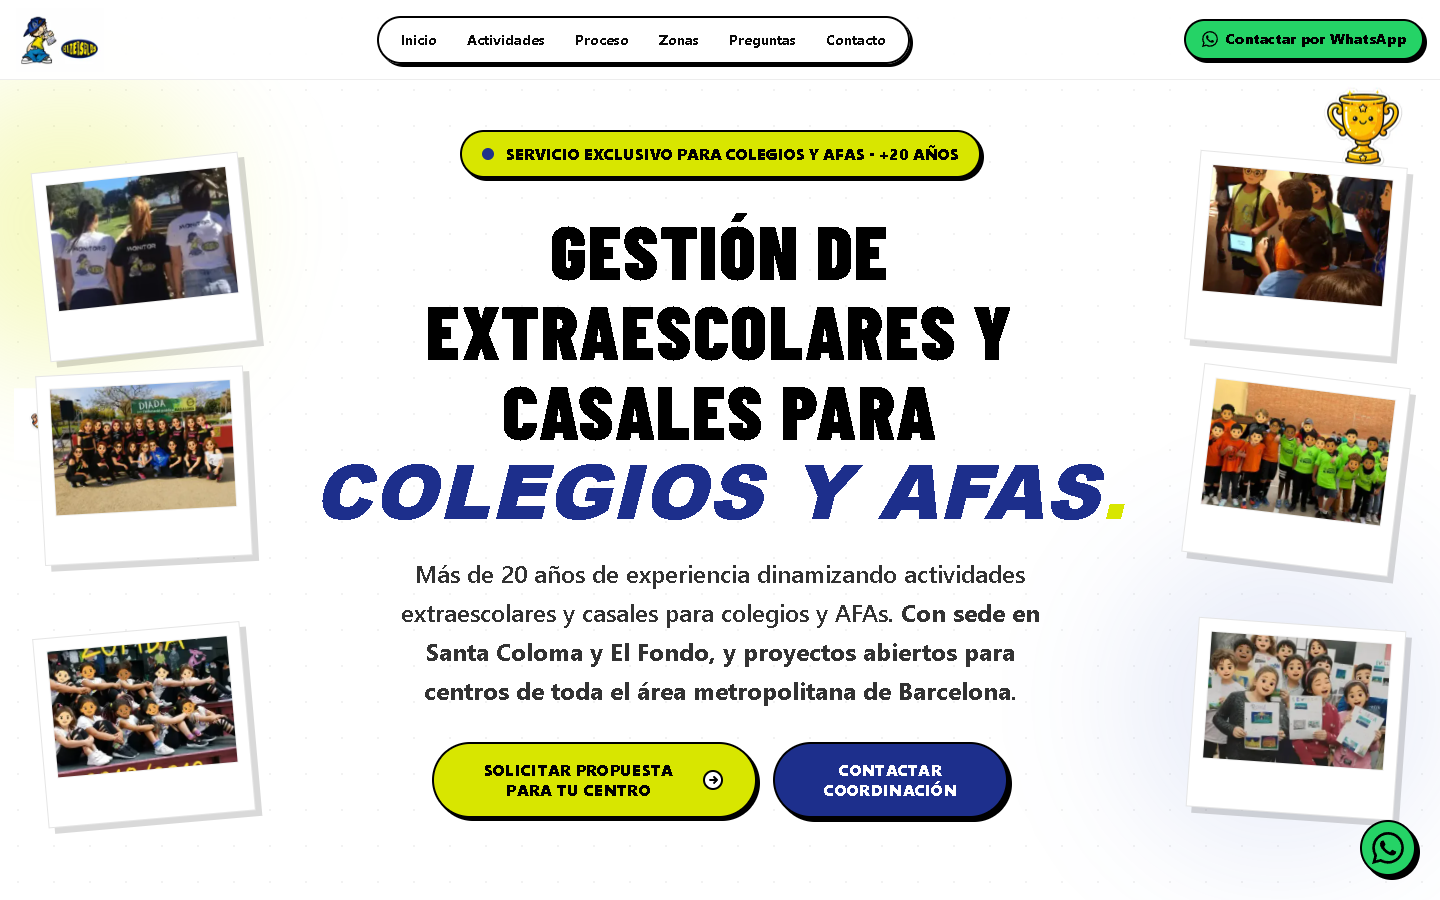 Inicio
Actividades
Proceso
Zonas
Preguntas
Contacto
Contactar por WhatsApp
SERVICIO EXCLUSIVO PARA COLEGIOS Y AFAS · +20 AÑOS
GESTIÓN DE
EXTRAESCOLARES Y
CASALES PARA
COLEGIOS Y AFAS.
Más de 20 años de experiencia dinamizando actividades
extraescolares y casales para colegios y AFAs. Con sede en
Santa Coloma y El Fondo, y proyectos abiertos para
centros de toda el área metropolitana de Barcelona.
SOLICITAR PROPUESTA
PARA TU CENTRO
CONTACTAR
COORDINACIÓN
MONITOR
DIADA
ZUMBA